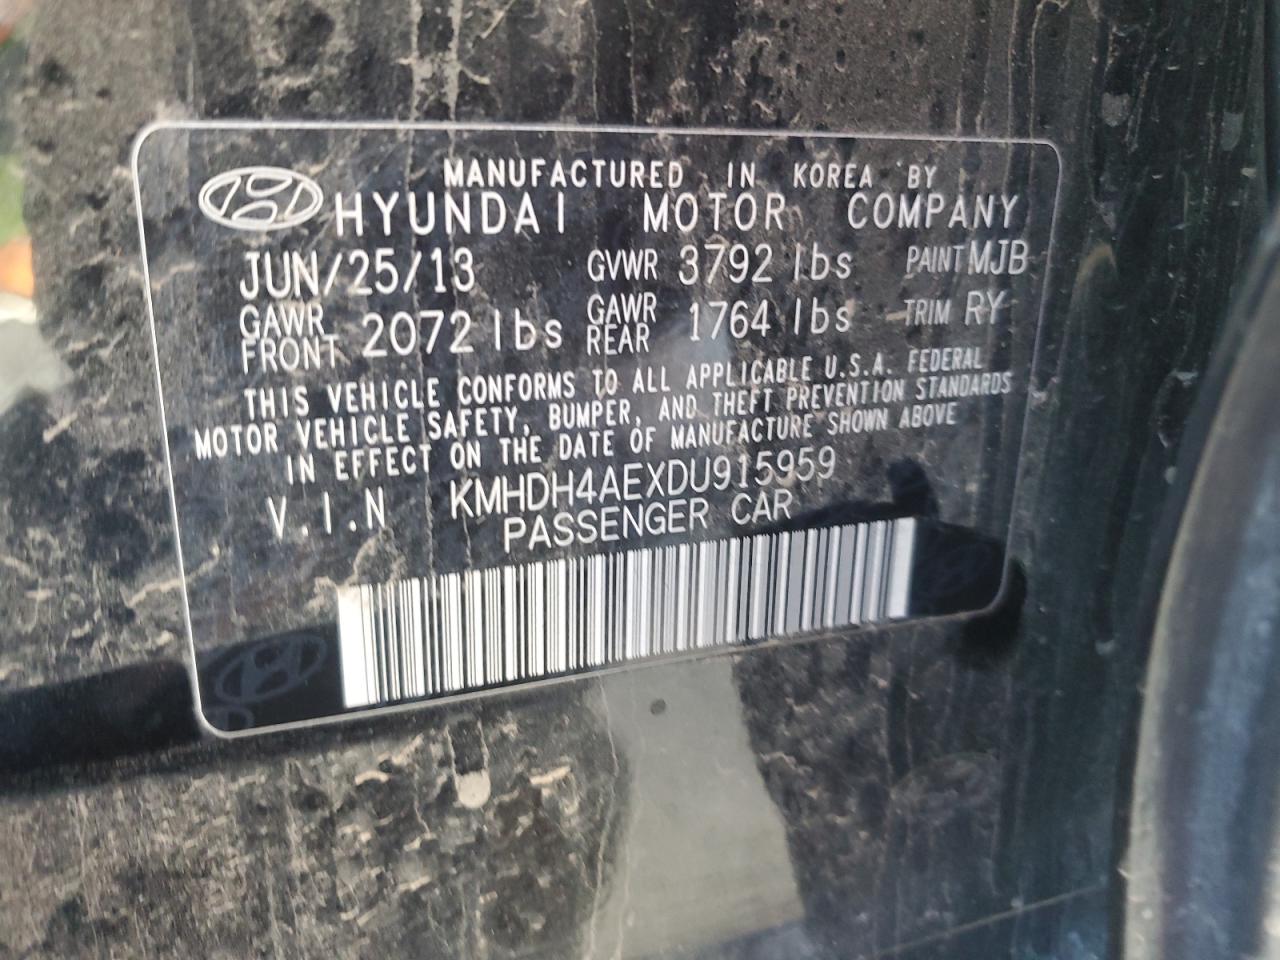 MANUFACTURED IN KOREA BY
HYUNDAI MOTOR COMPANY
JUN/25/13 GVWR 3792 lbs PAINT MJB
GAWR FRONT 2072 lbs GAWR REAR 1764 lbs TRIM RY
THIS VEHICLE CONFORMS TO ALL APPLICABLE U.S.A. FEDERAL
MOTOR VEHICLE SAFETY, BUMPER, AND THEFT PREVENTION STANDARDS
IN EFFECT ON THE DATE OF MANUFACTURE SHOWN ABOVE
V.I.N KMHDH4AEXDU915959
PASSENGER CAR